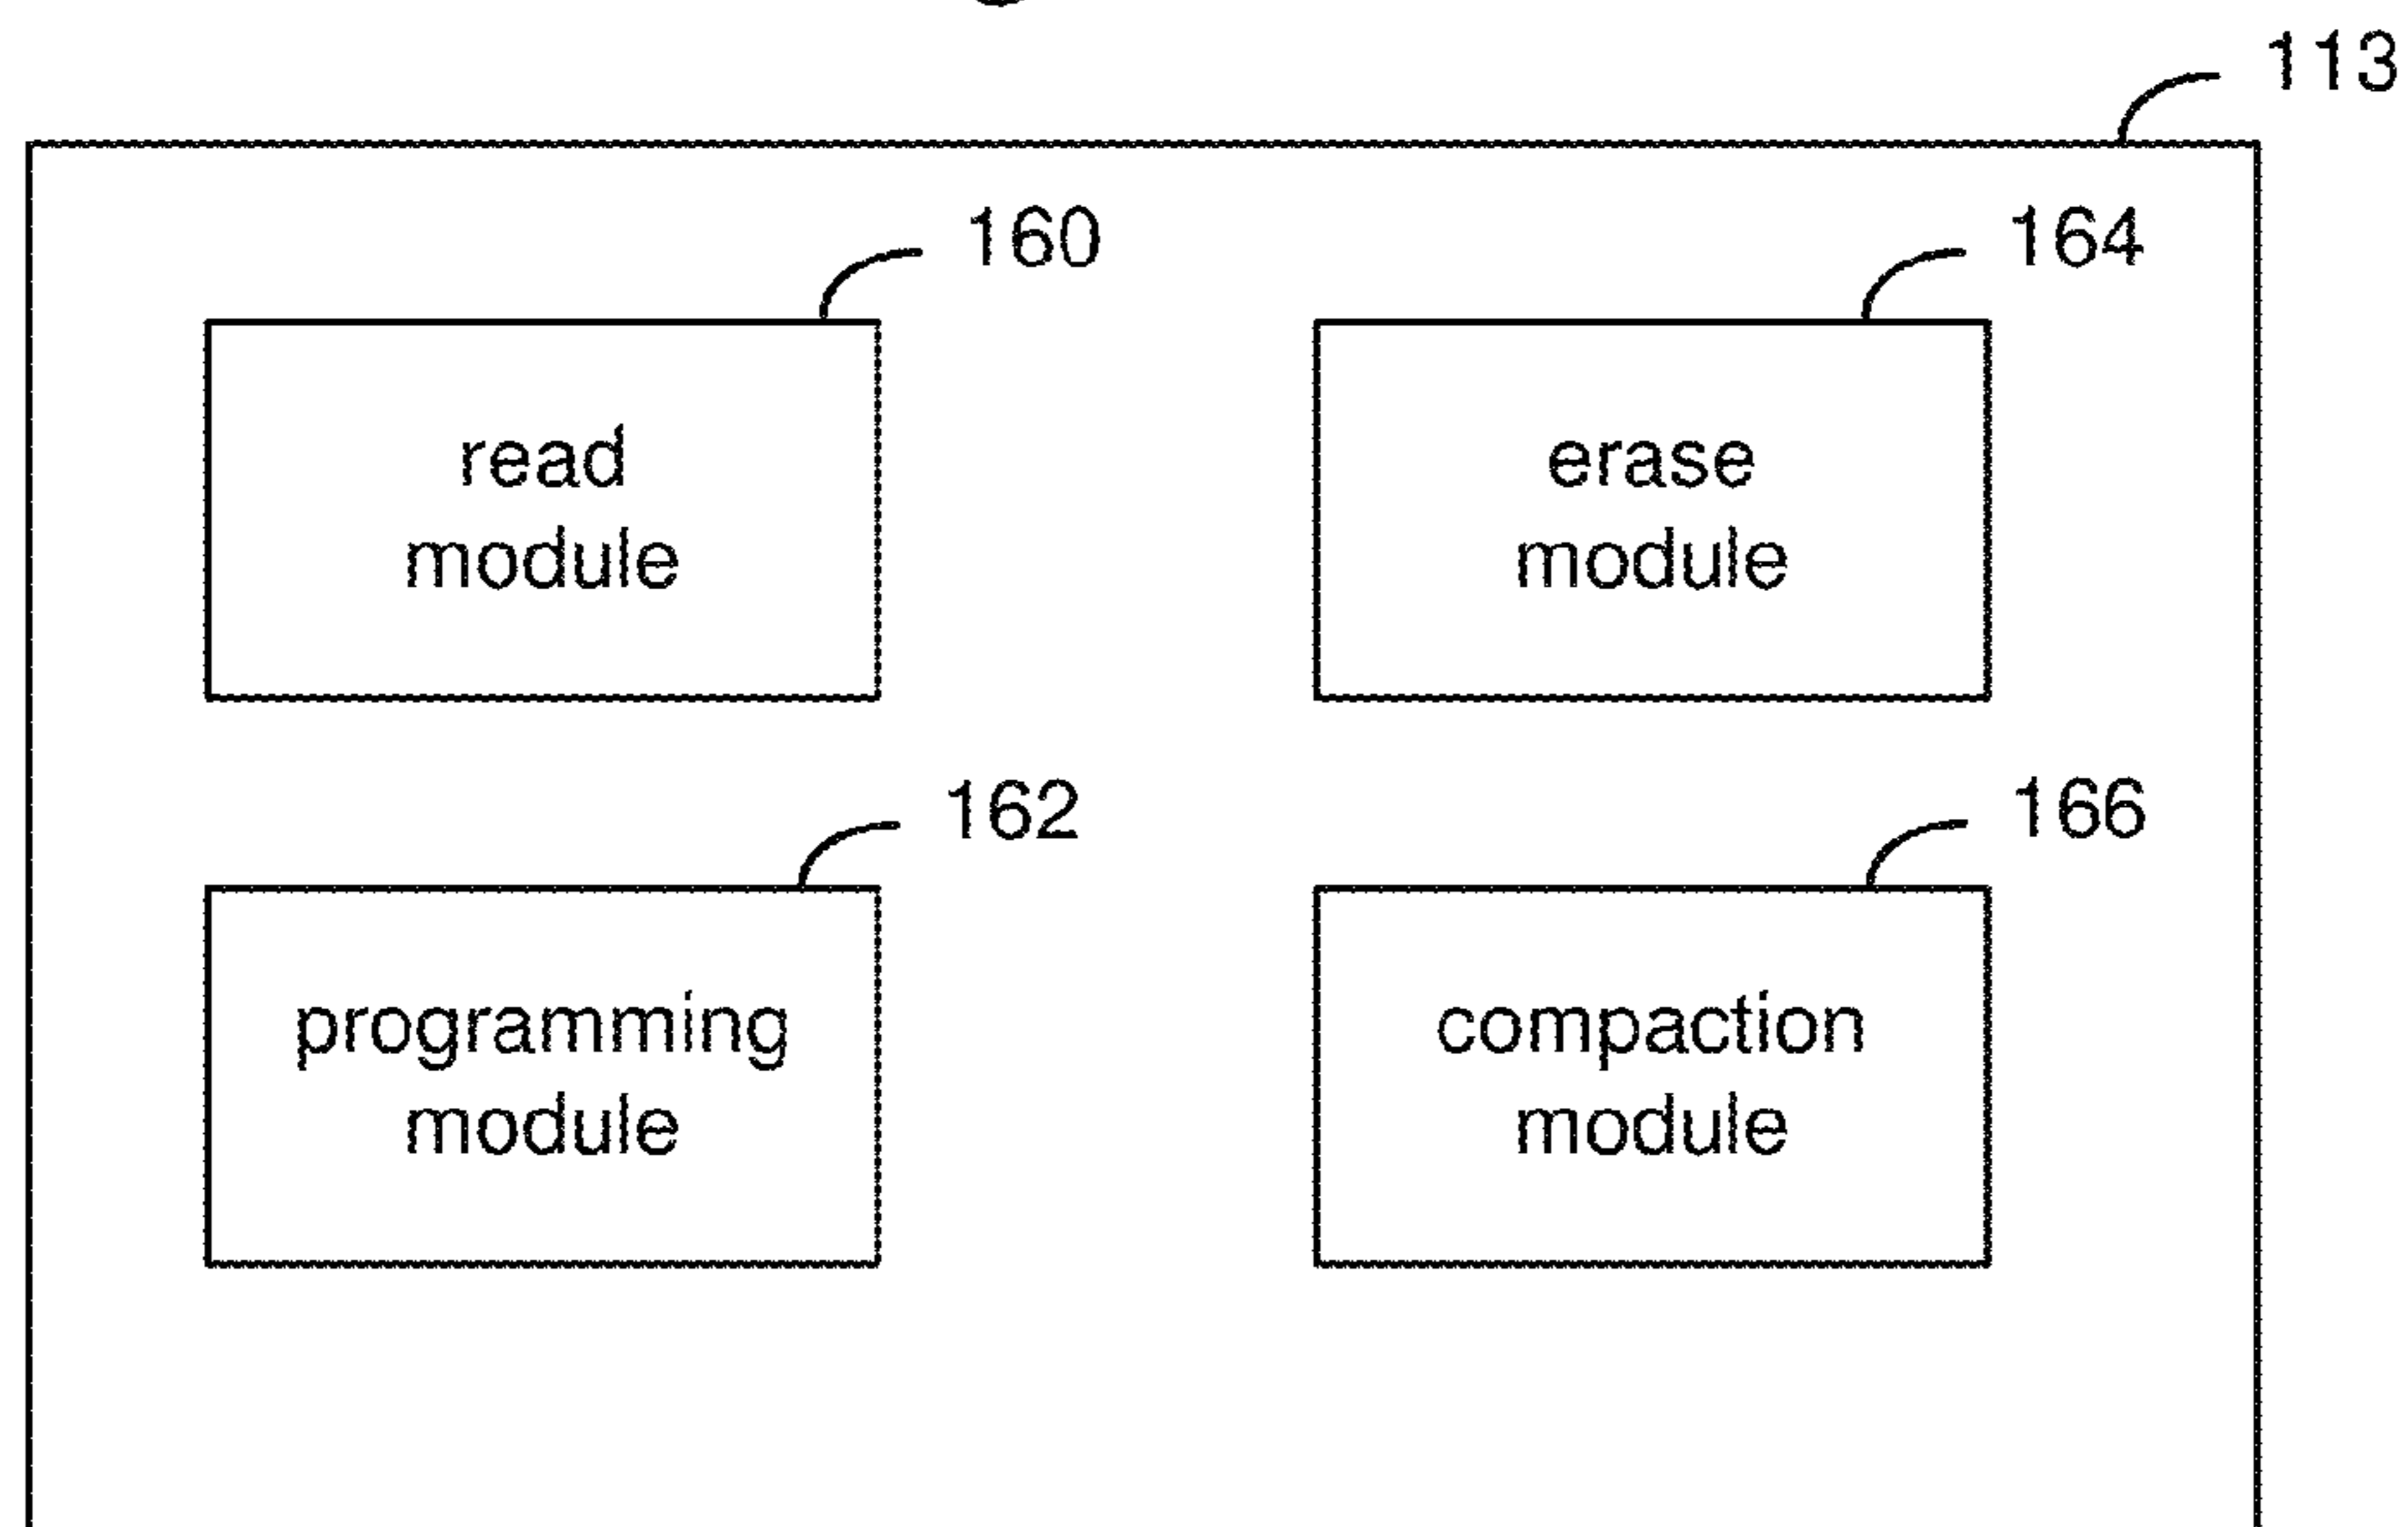 113
160
164
read
module
erase
module
162
166
programming
module
compaction
module